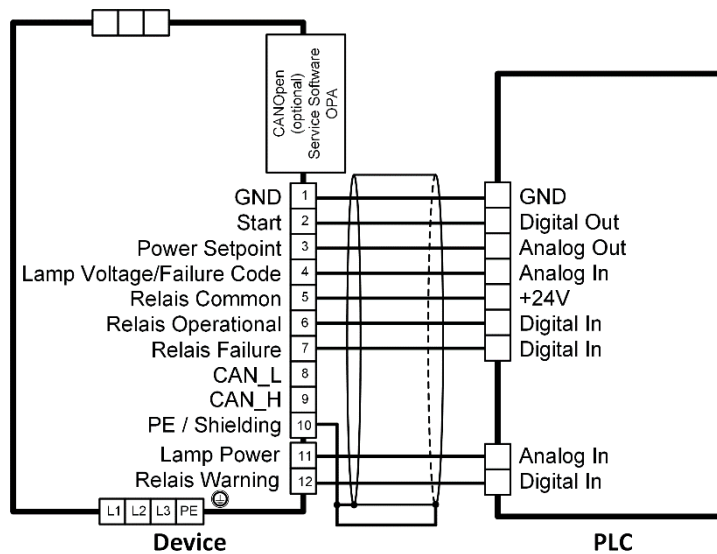 CANOpen
(optional)
Service Software
OPA
GND 1 GND
Start 2 Digital Out
Power Setpoint 3 Analog Out
Lamp Voltage/Failure Code 4 Analog In
Relais Common 5 +24V
Relais Operational 6 Digital In
Relais Failure 7 Digital In
CAN_L 8
CAN_H 9
PE / Shielding 10
Lamp Power 11 Analog In
Relais Warning 12 Digital In
L1 L2 L3 PE
Device PLC